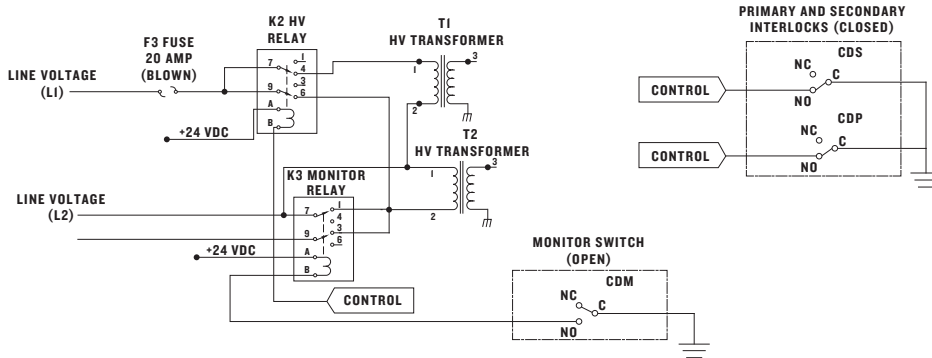 PRIMARY AND SECONDARY
INTERLOCKS (CLOSED)
T1
HV TRANSFORMER
K2 HV
RELAY
F3 FUSE
20 AMP
(BLOWN)
LINE VOLTAGE
(L1)
7
1
4
3
9
6
A
B
1
2
3
+24 VDC
CDS
NC
C
NO
CONTROL
CDP
NC
C
NO
CONTROL
T2
HV TRANSFORMER
1
2
3
K3 MONITOR
RELAY
LINE VOLTAGE
(L2)
7
1
4
3
9
6
A
B
+24 VDC
CONTROL
MONITOR SWITCH
(OPEN)
CDM
NC
C
NO